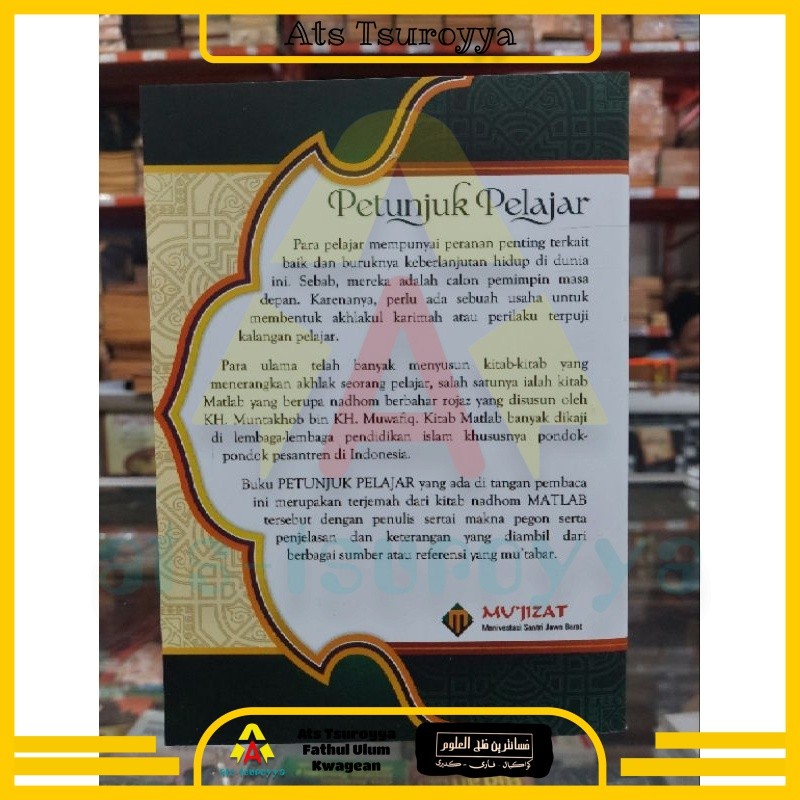 Ats Tsuroyya
Petunjuk Pelajar
Para pelajar mempunyai peranan penting terkait
baik dan buruknya keberlanjutan hidup di dunia
ini. Sebab, mereka adalah calon pemimpin masa
depan. Karenanya, perlu ada sebuah usaha untuk
membentuk akhlakul karimah atau perilaku terpuji
kalangan pelajar.
Para ulama telah banyak menyusun kitab-kitab yang
menerangkan akhlak seorang pelajar, salah satunya ialah kitab
Matlab yang berupa nadhom berbahar rojaz yang disusun oleh
KH. Muntakhob bin KH. Muwafiq. Kitab Matlab banyak dikaji
di lembaga-lembaga pendidikan islam khususnya pondok-
pondok pesantren di Indonesia.
Buku PETUNJUK PELAJAR yang ada di tangan pembaca
ini merupakan terjemah dari kitab nadhom MATLAB
tersebut dengan penulis sertai makna pegon serta
penjelasan dan keterangan yang diambil dari
berbagai sumber atau referensi yang mu'tabar.
MU'JIZAT
Manivestasi Santri Jawa Barat
Ats Tsuroyya
Ats Tsuroyya
Fathul Ulum
Kwagean
فسانترين فتح العلوم